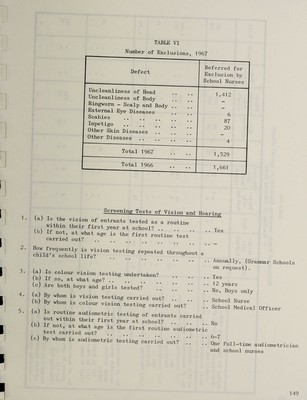 TABLE VI
Number of Exclusions, 1967
Defect
Referred for
Exclusion by
School Nurses
Uncleanliness of Head .. .. 1,412
Uncleanliness of Body .. .. -
Ringworm - Scalp and Body .. .. -
External Eye Diseases .. .. 6
Scabies .. .. .. .. 87
Impetigo .. .. .. .. 20
Other Skin Diseases .. .. -
Other Diseases .. .. .. 4
Total 1967 .. .. 1,529
Total 1966 .. .. 1,661
Screening Tests of Vision and Hearing
1. (a) Is the vision of entrants tested as a routine
within their first year at school? .. .. .. .. Yes
(b) If not, at what age is the first routine test
carried out? .. .. .. .. .. .. .. -
2. How frequently is vision testing repeated throughout a
child's school life? .. .. .. .. .. Annually, (Grammar Schools
on request).
3. (a) Is colour vision testing undertaken? .. .. .. Yes
(b) If so, at what age? .. .. .. .. .. 12 years
(c) Are both boys and girls tested? .. .. .. No, Boys only
4. (a) By whom is vision testing carried out? .. .. School Nurse
(b) By whom is colour vision testing carried out? .. School Medical Officer
5. (a) Is routine audiometric testing of entrants carried
out within their first year at school? .. .. .. No
(b) If not, at what age is the first routine audiometric
test carried out? .. .. .. .. .. .. 6-7
(c) By whom is audiometric testing carried out? .. .. One full-time audiometrician
and school nurses
149